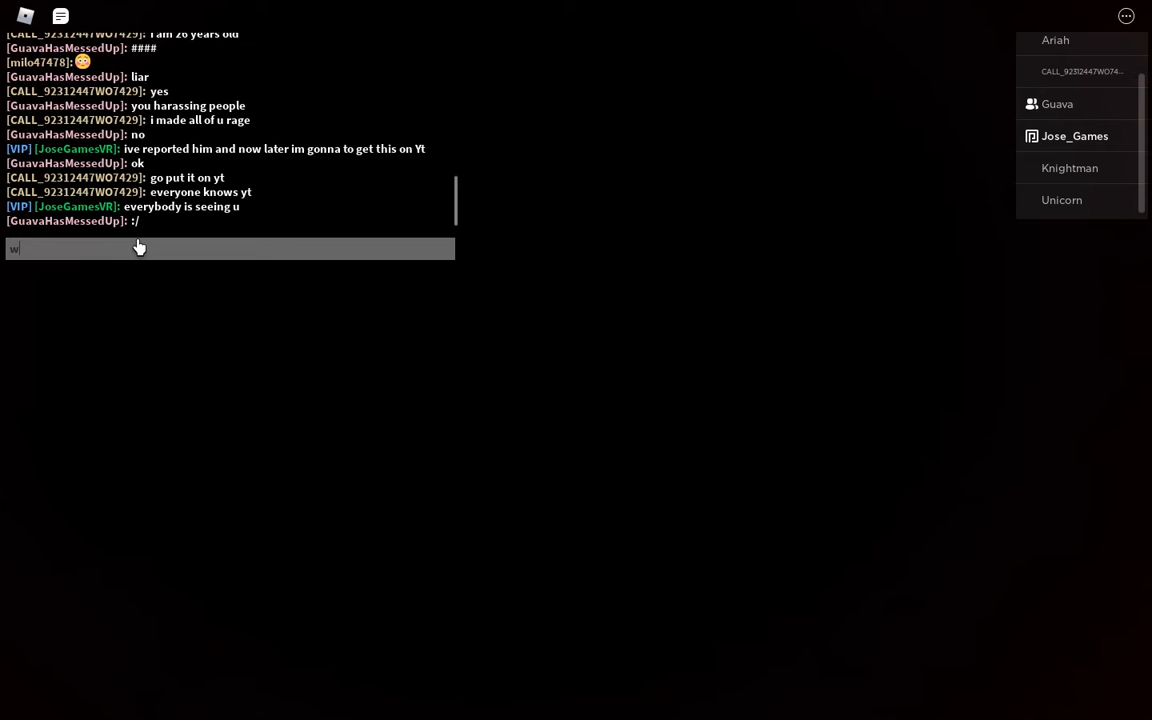 [CALL_92312447WO7429]: i am 26 years old
[GuavaHasMessedUp]: ####
[milo47478]:😳
[GuavaHasMessedUp]: liar
[CALL_92312447WO7429]: yes
[GuavaHasMessedUp]: you harassing people
[CALL_92312447WO7429]: i made all of u rage
[GuavaHasMessedUp]: no
[VIP] [JoseGamesVR]: ive reported him and now later im gonna to get this on Yt
[GuavaHasMessedUp]: ok
[CALL_92312447WO7429]: go put it on yt
[CALL_92312447WO7429]: everyone knows yt
[VIP] [JoseGamesVR]: everybody is seeing u
[GuavaHasMessedUp]: :/
w
Ariah
CALL_92312447WO74...
Guava
Jose_Games
Knightman
Unicorn